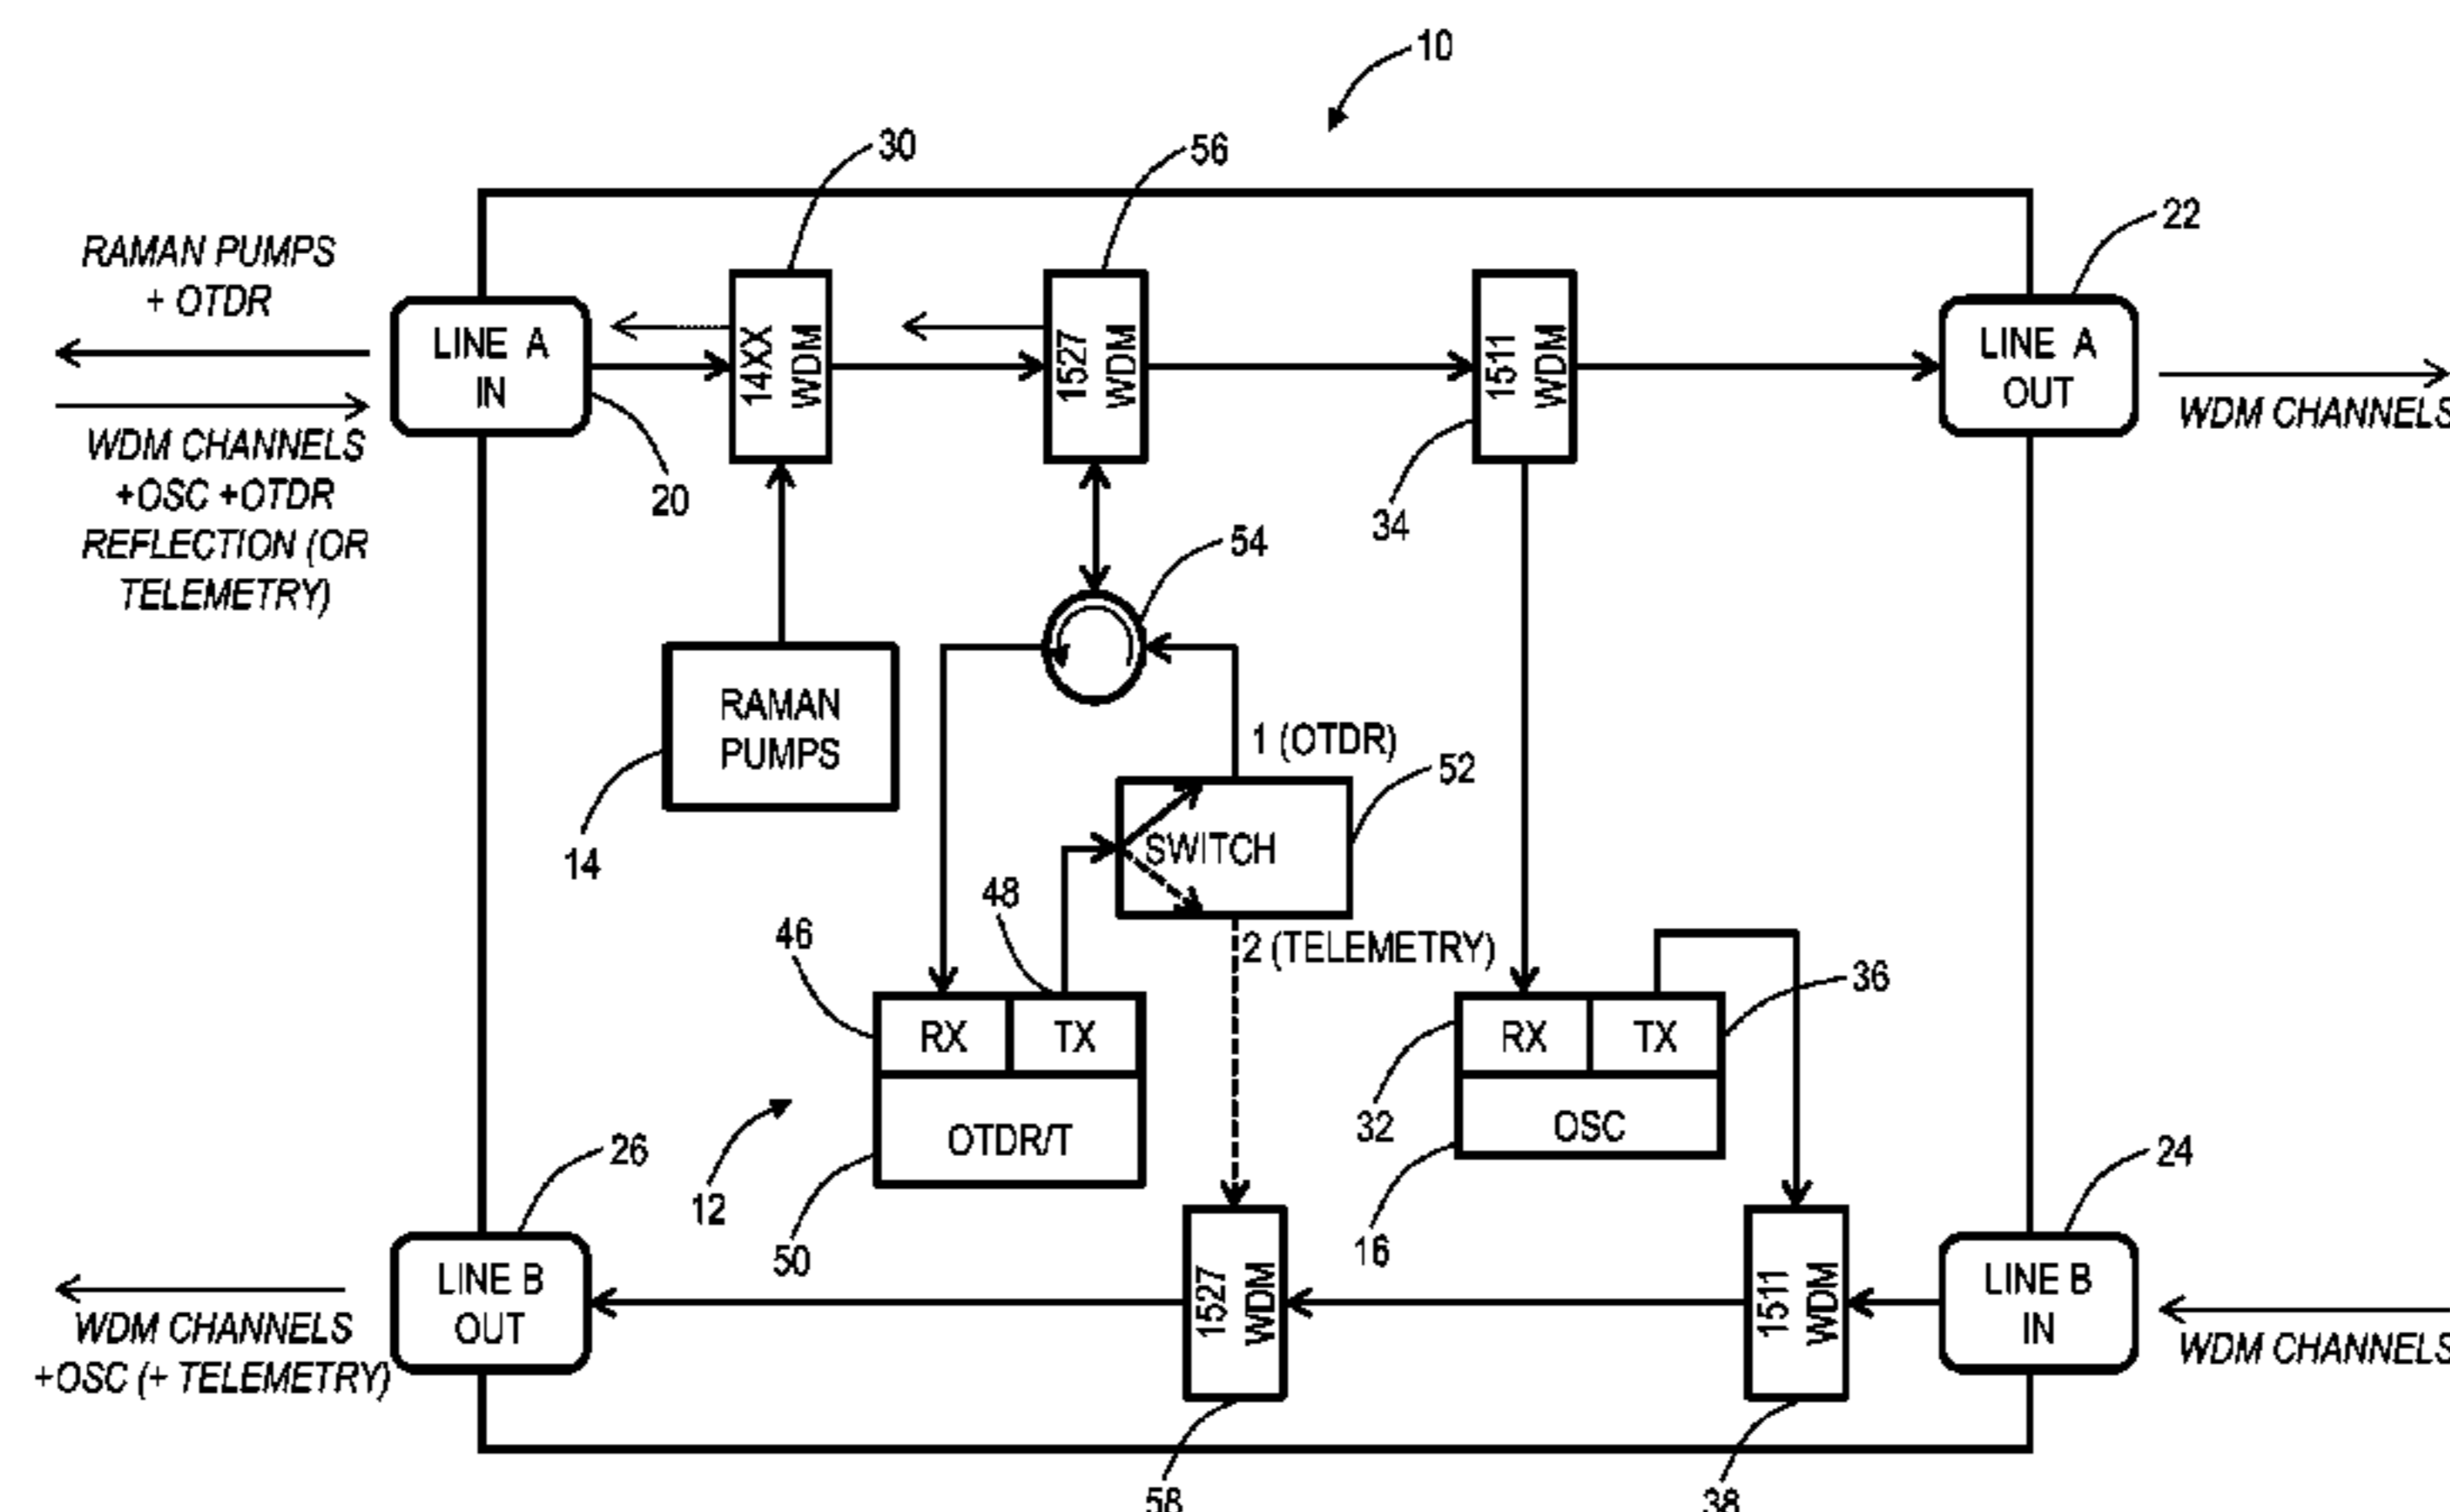 10
30
56
22
RAMAN PUMPS
+ OTDR
LINE A
IN
14XX
WDM
1527
WDM
1511
WDM
LINE A
OUT
WDM CHANNELS
WDM CHANNELS
+OSC +OTDR
REFLECTION (OR
TELEMETRY)
20
34
54
RAMAN
PUMPS
14
1 (OTDR)
52
SWITCH
48
46
2 (TELEMETRY)
36
RX
TX
OTDR/T
RX
TX
OSC
32
16
12
50
26
24
LINE B
OUT
1527
WDM
1511
WDM
LINE B
IN
WDM CHANNELS
+OSC (+ TELEMETRY)
WDM CHANNELS
58
38